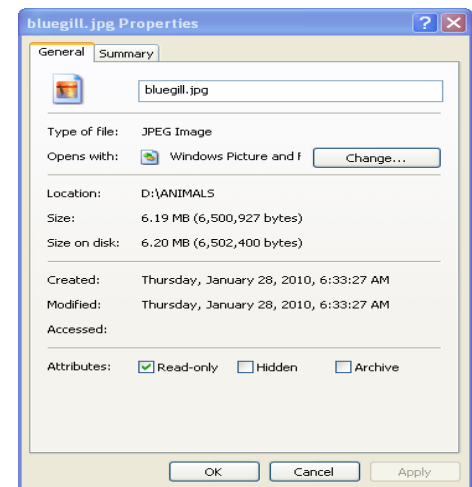 bluegill.jpg Properties
General Summary
bluegill.jpg
Type of file: JPEG Image
Opens with: Windows Picture and F Change...
Location: D:\ANIMALS
Size: 6.19 MB (6,500,927 bytes)
Size on disk: 6.20 MB (6,502,400 bytes)
Created: Thursday, January 28, 2010, 6:33:27 AM
Modified: Thursday, January 28, 2010, 6:33:27 AM
Accessed:
Attributes: Read-only Hidden Archive
OK Cancel Apply